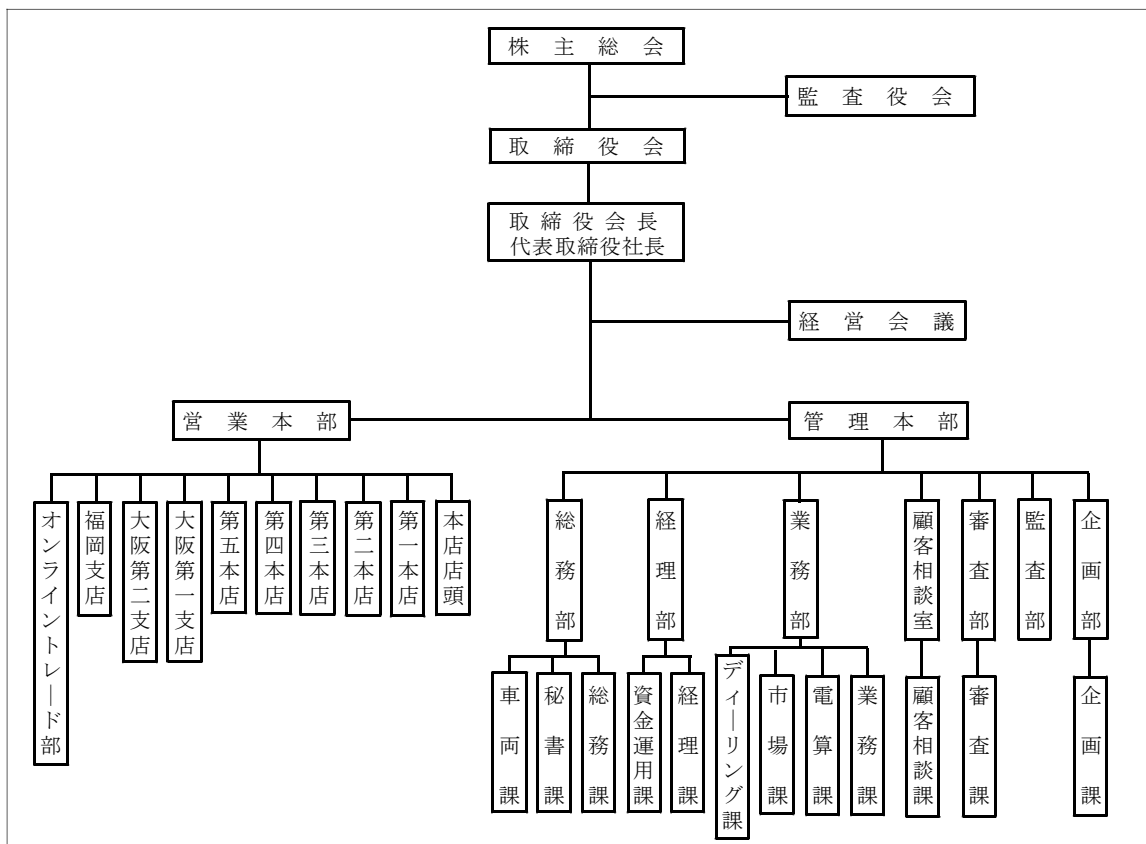 株主総会
監査役会
取締役会
取締役会長
代表取締役社長
経営会議
営業本部
管理本部
オンライントレード部
福岡支店
大阪第二支店
大阪第一支店
第五本店
第四本店
第三本店
第二本店
第一本店
本店店頭
総務部
経理部
業務部
顧客相談室
審査部
監査部
企画部
車両課
秘書課
総務課
資金運用課
経理課
ディーリング課
市場課
電算課
業務課
顧客相談課
審査課
企画課